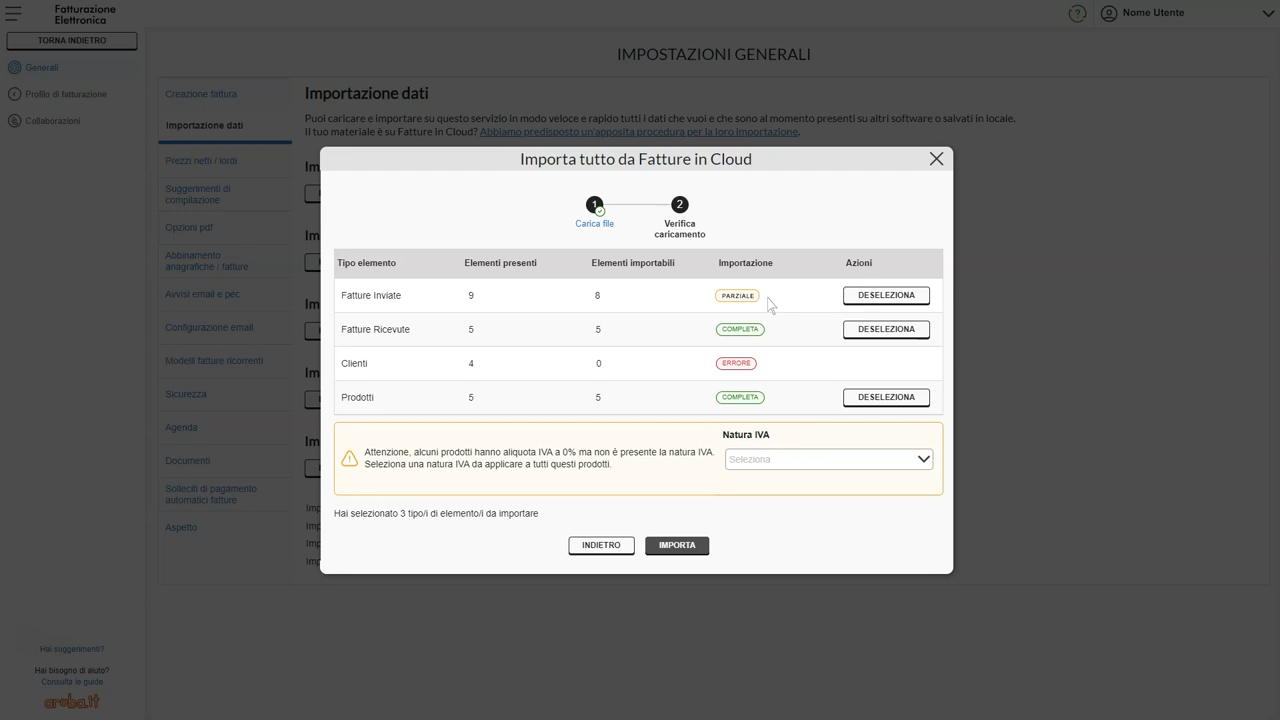 Fatturazione
Elettronica
Nome Utente
TORNA INDIETRO
Generali
Profilo di fatturazione
Collaborazioni
IMPOSTAZIONI GENERALI
Creazione fattura
Importazione dati
Prezzi netti / lordi
Suggerimenti di
compilazione
Opzioni pdf
Abbinamento
anagrafiche / fatture
Avvisi email e pec
Configurazione email
Modelli fatture ricorrenti
Sicurezza
Agenda
Documenti
Solleciti di pagamento
automatici fatture
Aspetto
Importazione dati
Puoi caricare e importare su questo servizio in modo veloce e rapido tutti i dati che vuoi e che sono al momento presenti su altri software o salvati in locale.
Il tuo materiale è su Fatture In Cloud? Abbiamo predisposto un'apposita procedura per la loro importazione.
Importa tutto da Fatture in Cloud
1 2
Carica file
Verifica
caricamento
Tipo elemento Elementi presenti Elementi importabili Importazione Azioni
Fatture Inviate 9 8 PARZIALE DESELEZIONA
Fatture Ricevute 5 5 COMPLETA DESELEZIONA
Clienti 4 0 ERRORE
Prodotti 5 5 COMPLETA DESELEZIONA
Natura IVA
Attenzione, alcuni prodotti hanno aliquota IVA a 0% ma non è presente la natura IVA.
Seleziona una natura IVA da applicare a tutti questi prodotti.
Seleziona
Hai selezionato 3 tipo/i di elemento/i da importare
INDIETRO IMPORTA
Hai suggerimenti?
Hai bisogno di aiuto?
Consulta le guide
aruba.it